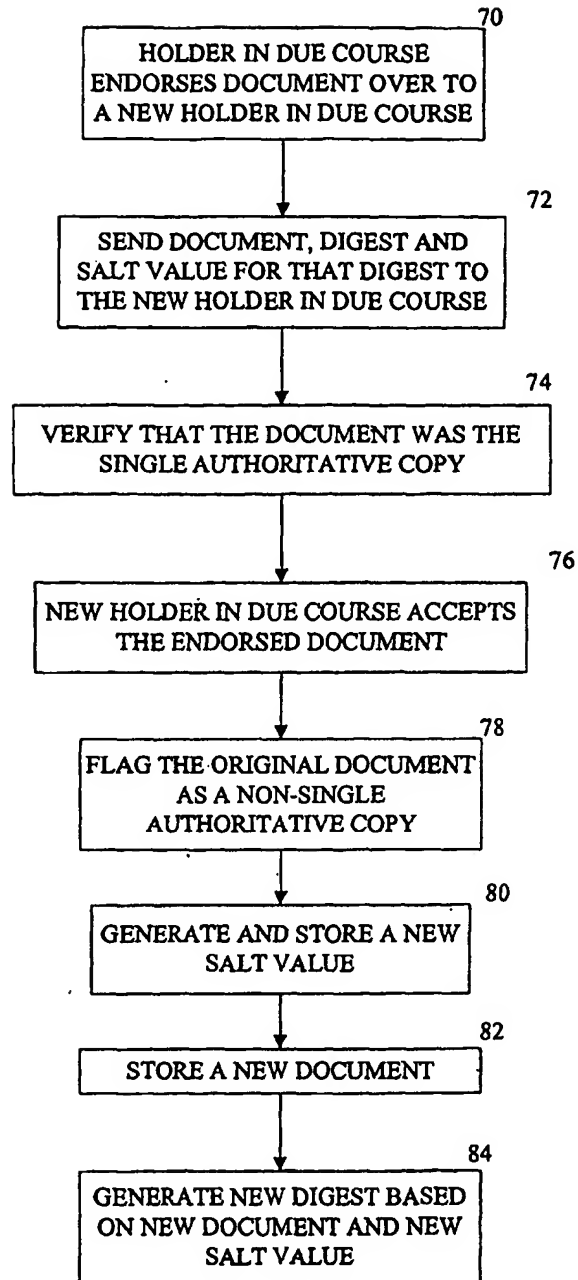 70
HOLDER IN DUE COURSE
ENDORSES DOCUMENT OVER TO
A NEW HOLDER IN DUE COURSE
72
SEND DOCUMENT, DIGEST AND
SALT VALUE FOR THAT DIGEST TO
THE NEW HOLDER IN DUE COURSE
74
VERIFY THAT THE DOCUMENT WAS THE
SINGLE AUTHORITATIVE COPY
76
NEW HOLDER IN DUE COURSE ACCEPTS
THE ENDORSED DOCUMENT
78
FLAG THE ORIGINAL DOCUMENT
AS A NON-SINGLE
AUTHORITATIVE COPY
80
GENERATE AND STORE A NEW
SALT VALUE
82
STORE A NEW DOCUMENT
84
GENERATE NEW DIGEST BASED
ON NEW DOCUMENT AND NEW
SALT VALUE